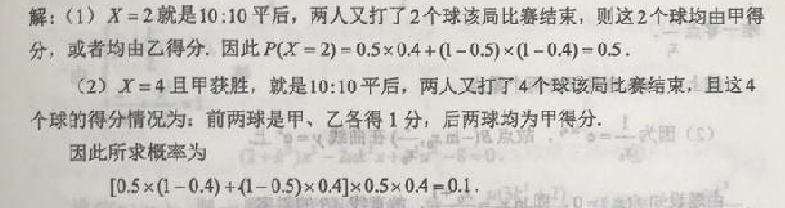 解：（1）X=2就是10:10平后，两人又打了2个球该局比赛结束，则这2个球均由甲得
分，或者均由乙得分. 因此P(X=2)=0.5×0.4+(1-0.5)×(1-0.4)=0.5.
（2）X=4且甲获胜，就是10:10平后，两人又打了4个球该局比赛结束，且这4
个球的得分情况为：前两球是甲、乙各得1分，后两球均为甲得分.
因此所求概率为
[0.5×(1-0.4)+(1-0.5)×0.4]×0.5×0.4=0.1.